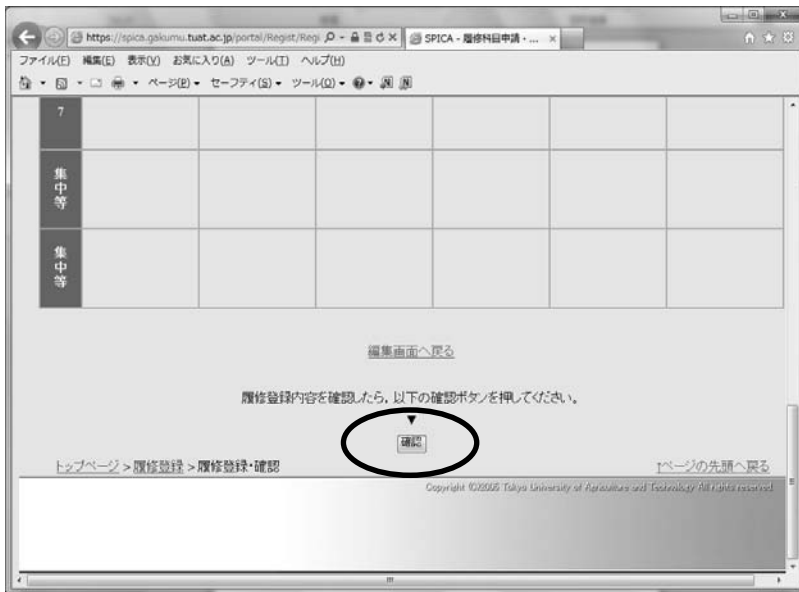 https://spica.gakumu.tuat.ac.jp/portal/Regist/Regi
SPICA - 履修科目申請・...
ファイル(F) 編集(E) 表示(V) お気に入り(A) ツール(T) ヘルプ(H)
ページ(P) セーフティ(S) ツール(O)
7
集中等
集中等
編集画面へ戻る
履修登録内容を確認したら、以下の確認ボタンを押してください。
▼
確認
トップページ > 履修登録 > 履修登録・確認
↑ページの先頭へ戻る
Copyright ©2005 Tokyo University of Agriculture and Technology All rights reserved.